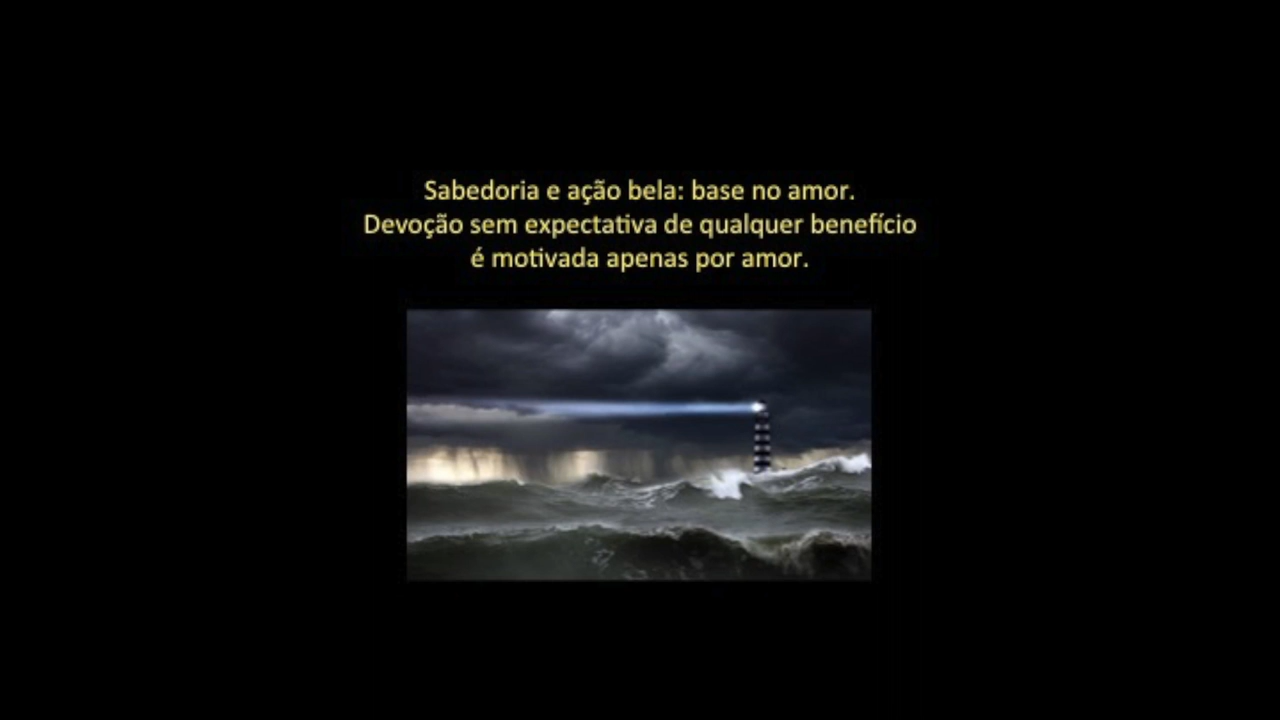 Sabedoria e ação bela: base no amor.
Devoção sem expectativa de qualquer benefício
é motivada apenas por amor.